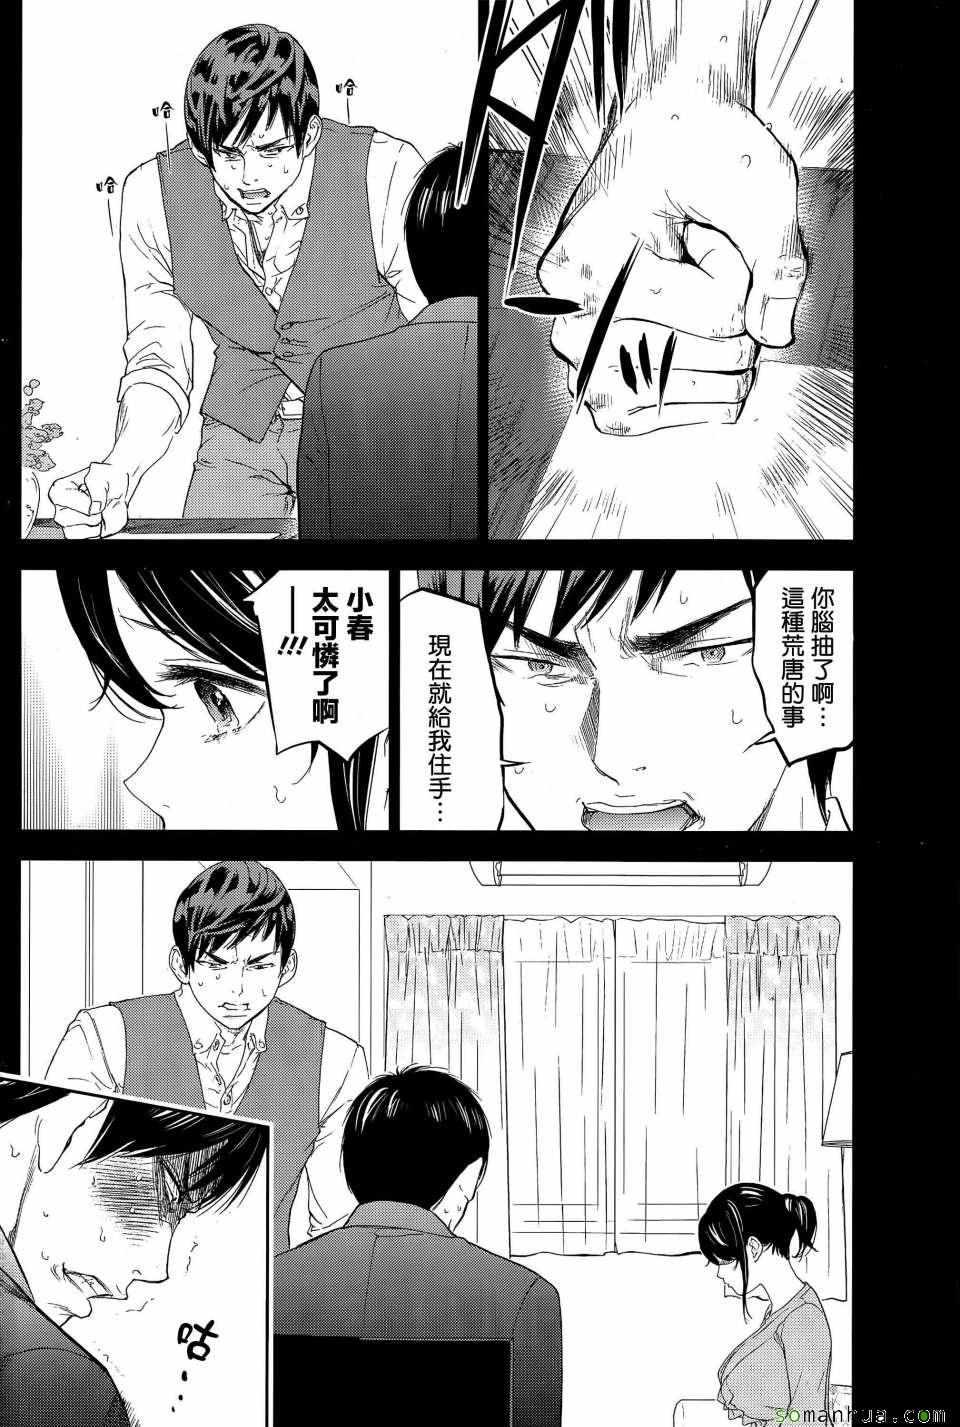 哈
哈
哈
你腦抽了啊…
這種荒唐的事
現在就給我住手…
小春
太可憐了啊
——!!!
咕…
somanhua.com